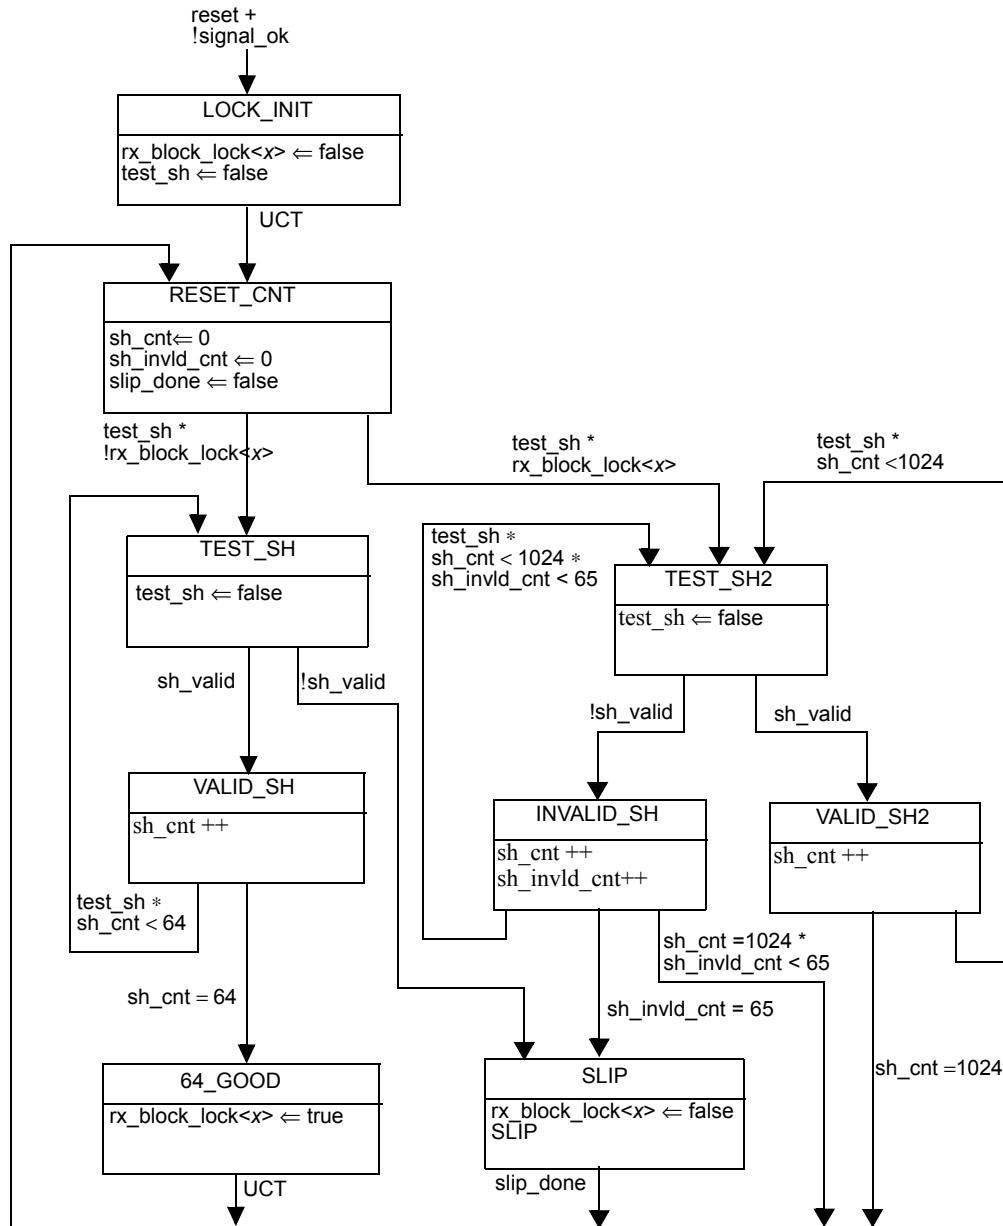 reset +
!signal_ok
LOCK_INIT
rx_block_lock<x> ⇐ false
test_sh ⇐ false
UCT
RESET_CNT
sh_cnt⇐ 0
sh_invld_cnt ⇐ 0
slip_done ⇐ false
test_sh *
!rx_block_lock<x>
test_sh *
rx_block_lock<x>
test_sh *
sh_cnt <1024
TEST_SH
test_sh ⇐ false
test_sh *
sh_cnt < 1024 *
sh_invld_cnt < 65
TEST_SH2
test_sh ⇐ false
sh_valid
!sh_valid
!sh_valid
sh_valid
VALID_SH
sh_cnt ++
INVALID_SH
sh_cnt ++
sh_invld_cnt++
VALID_SH2
sh_cnt ++
test_sh *
sh_cnt < 64
sh_cnt =1024 *
sh_invld_cnt < 65
sh_cnt = 64
sh_invld_cnt = 65
sh_cnt =1024
64_GOOD
rx_block_lock<x> ⇐ true
SLIP
rx_block_lock<x> ⇐ false
SLIP
UCT
slip_done